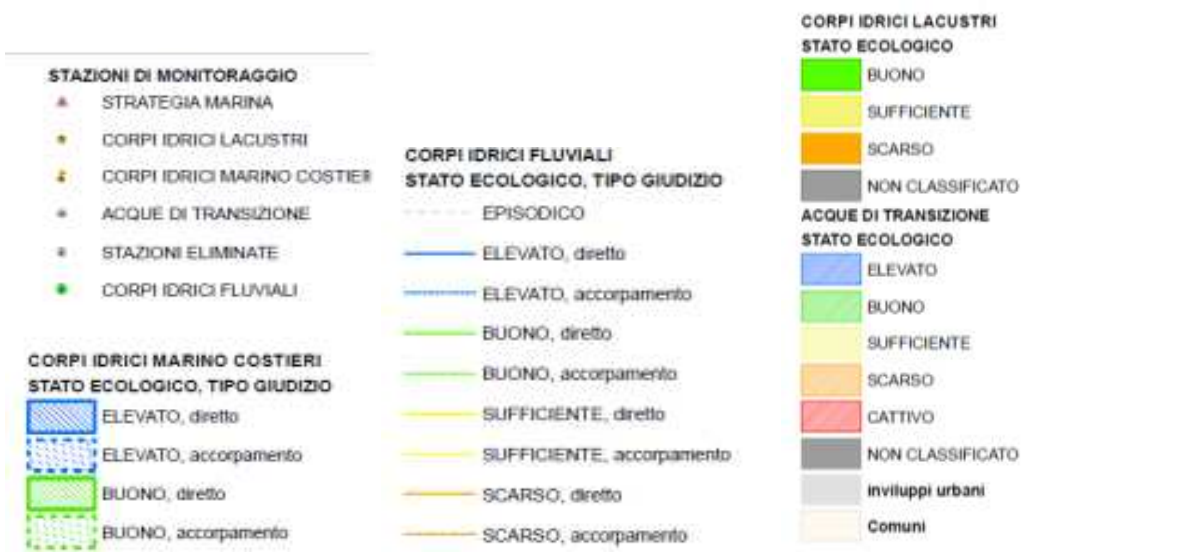 STAZIONI DI MONITORAGGIO
STRATEGIA MARINA
CORPI IDRICI LACUSTRI
CORPI IDRICI MARINO COSTIER
ACQUE DI TRANSIZIONE
STAZIONI ELIMINATE
CORPI IDRICI FLUVIALI
CORPI IDRICI MARINO COSTIERI
STATO ECOLOGICO, TIPO GIUDIZIO
ELEVATO, diretto
ELEVATO, accorpamento
BUONO, diretto
BUONO, accorpamento
CORPI IDRICI FLUVIALI
STATO ECOLOGICO, TIPO GIUDIZIO
EPISODICO
ELEVATO, diretto
ELEVATO, accorpamento
BUONO, diretto
BUONO, accorpamento
SUFFICIENTE, diretto
SUFFICIENTE, accorpamento
SCARSO, diretto
SCARSO, accorpamento
CORPI IDRICI LACUSTRI
STATO ECOLOGICO
BUONO
SUFFICIENTE
SCARSO
NON CLASSIFICATO
ACQUE DI TRANSIZIONE
STATO ECOLOGICO
ELEVATO
BUONO
SUFFICIENTE
SCARSO
CATTIVO
NON CLASSIFICATO
inviluppi urbani
Comuni